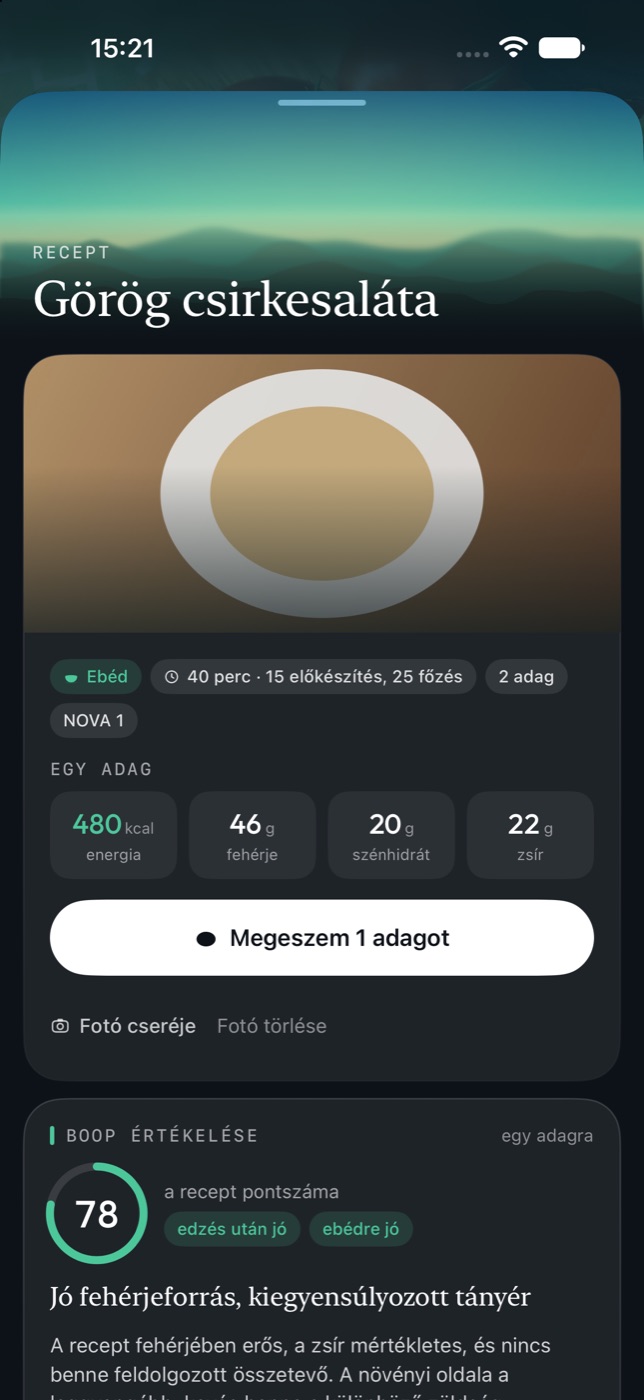 15:21
RECEPT
Görög csirkesaláta
Ebéd
40 perc · 15 előkészítés, 25 főzés
2 adag
NOVA 1
EGY ADAG
480 kcal
energia
46 g
fehérje
20 g
szénhidrát
22 g
zsír
Megeszem 1 adagot
Fotó cseréje
Fotó törlése
BOOP ÉRTÉKELÉSE
egy adagra
78
a recept pontszáma
edzés után jó
ebédre jó
Jó fehérjeforrás, kiegyensúlyozott tányér
A recept fehérjében erős, a zsír mértékletes, és nincs
benne feldolgozott összetevő. A növényi oldala a